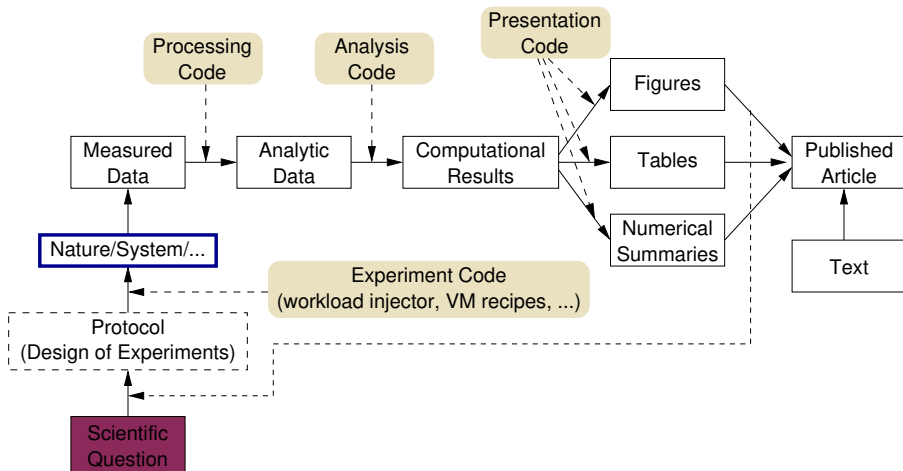 Processing
Code
Analysis
Code
Presentation
Code
Figures
Measured
Data
Analytic
Data
Computational
Results
Tables
Published
Article
Numerical
Summaries
Text
Nature/System/...
Experiment Code
(workload injector, VM recipes, ...)
Protocol
(Design of Experiments)
Scientific
Question